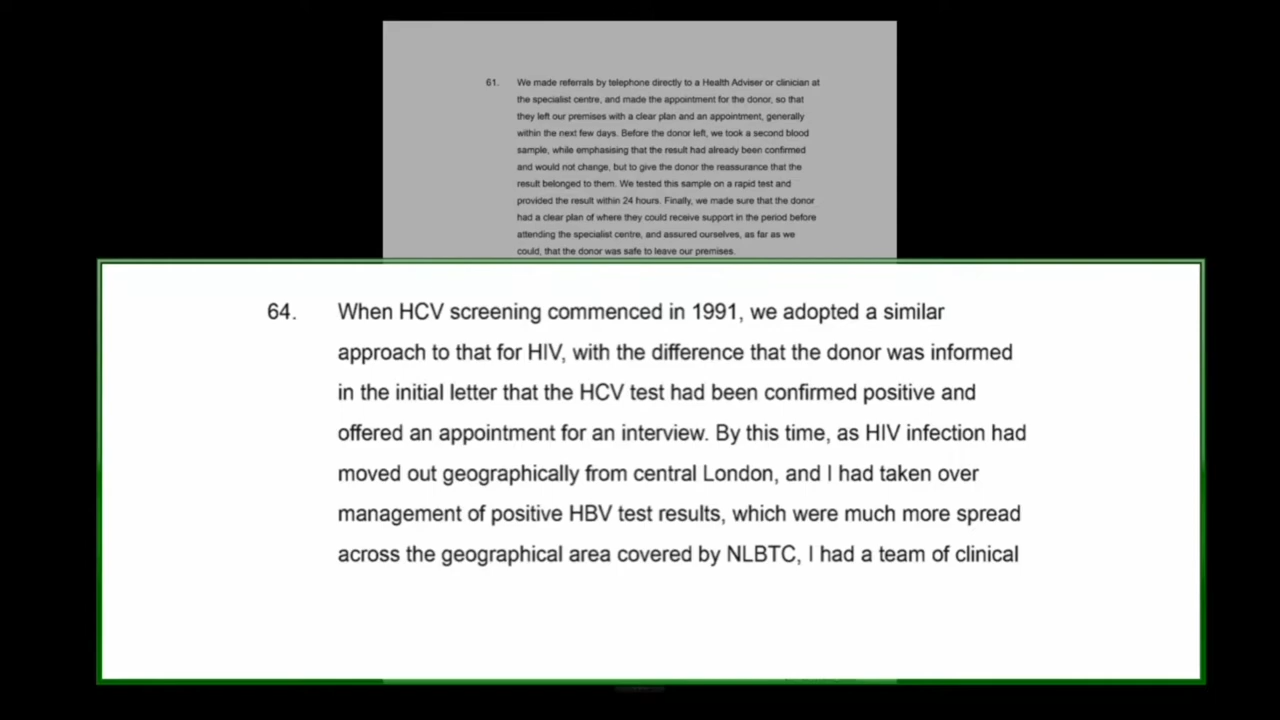 61. We made referrals by telephone directly to a Health Adviser or clinician at
the specialist centre, and made the appointment for the donor, so that
they left our premises with a clear plan and an appointment, generally
within the next few days. Before the donor left, we took a second blood
sample, while emphasising that the result had already been confirmed
and would not change, but to give the donor the reassurance that the
result belonged to them. We tested this sample on a rapid test and
provided the result within 24 hours. Finally, we made sure that the donor
had a clear plan of where they could receive support in the period before
attending the specialist centre, and assured ourselves, as far as we
could, that the donor was safe to leave our premises.
64. When HCV screening commenced in 1991, we adopted a similar
approach to that for HIV, with the difference that the donor was informed
in the initial letter that the HCV test had been confirmed positive and
offered an appointment for an interview. By this time, as HIV infection had
moved out geographically from central London, and I had taken over
management of positive HBV test results, which were much more spread
across the geographical area covered by NLBTC, I had a team of clinical